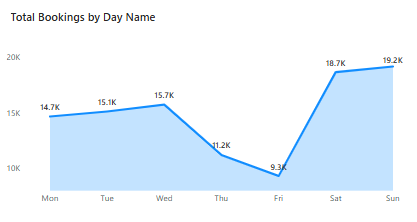 Total Bookings by Day Name
20K
15K
10K
14.7K
15.1K
15.7K
11.2K
9.3K
18.7K
19.2K
Mon Tue Wed Thu Fri Sat Sun